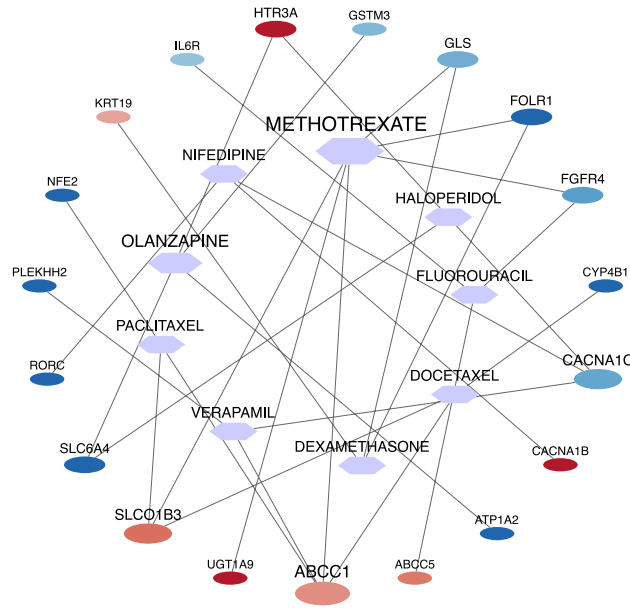 HTR3A
GSTM3
IL6R
GLS
KRT19
FOLR1
METHOTREXATE
NIFEDIPINE
NFE2
FGFR4
HALOPERIDOL
OLANZAPINE
PLEKHH2
FLUOROURACIL
CYP4B1
PACLITAXEL
RORC
CACNA1C
DOCETAXEL
VERAPAMIL
SLC6A4
DEXAMETHASONE
CACNA1B
SLCO1B3
ATP1A2
UGT1A9
ABCC1
ABCC5